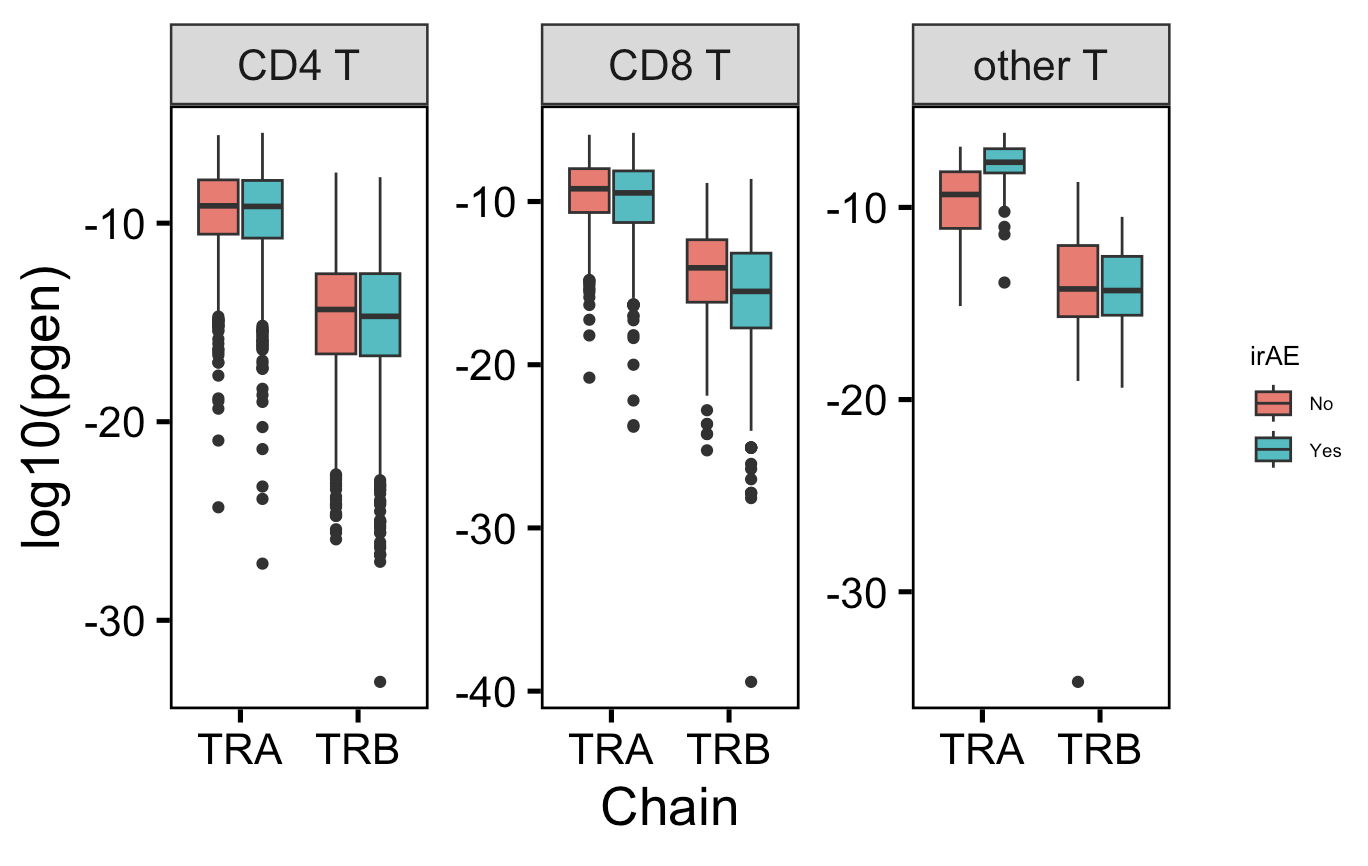 CD4 T
CD8 T
other T
log10(pgen)
-10
-20
-30
-10
-20
-30
-40
-10
-20
-30
TRA TRB
TRA TRB
TRA TRB
Chain
irAE
No
Yes